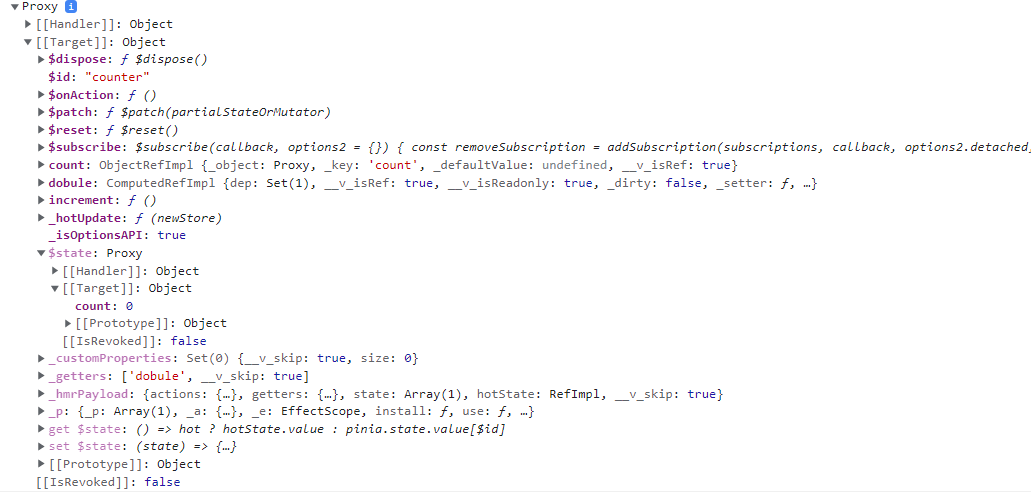 Proxy i
[[Handler]]: Object
[[Target]]: Object
$dispose: ƒ $dispose()
$id: "counter"
$onAction: ƒ ()
$patch: ƒ $patch(partialStateOrMutator)
$reset: ƒ $reset()
$subscribe: $subscribe(callback, options2 = {}) { const removeSubscription = addSubscription(subscriptions, callback, options2.detached,
count: ObjectRefImpl {_object: Proxy, _key: 'count', _defaultValue: undefined, __v_isRef: true}
dobule: ComputedRefImpl {dep: Set(1), __v_isRef: true, __v_isReadonly: true, _dirty: false, _setter: ƒ, …}
increment: ƒ ()
_hotUpdate: ƒ (newStore)
_isOptionsAPI: true
$state: Proxy
[[Handler]]: Object
[[Target]]: Object
count: 0
[[Prototype]]: Object
[[IsRevoked]]: false
_customProperties: Set(0) {__v_skip: true, size: 0}
_getters: ['dobule', __v_skip: true]
_hmrPayload: {actions: {…}, getters: {…}, state: Array(1), hotState: RefImpl, __v_skip: true}
_p: {_p: Array(1), _a: {…}, _e: EffectScope, install: ƒ, use: ƒ, …}
get $state: () => hot ? hotState.value : pinia.state.value[$id]
set $state: (state) => {…}
[[Prototype]]: Object
[[IsRevoked]]: false